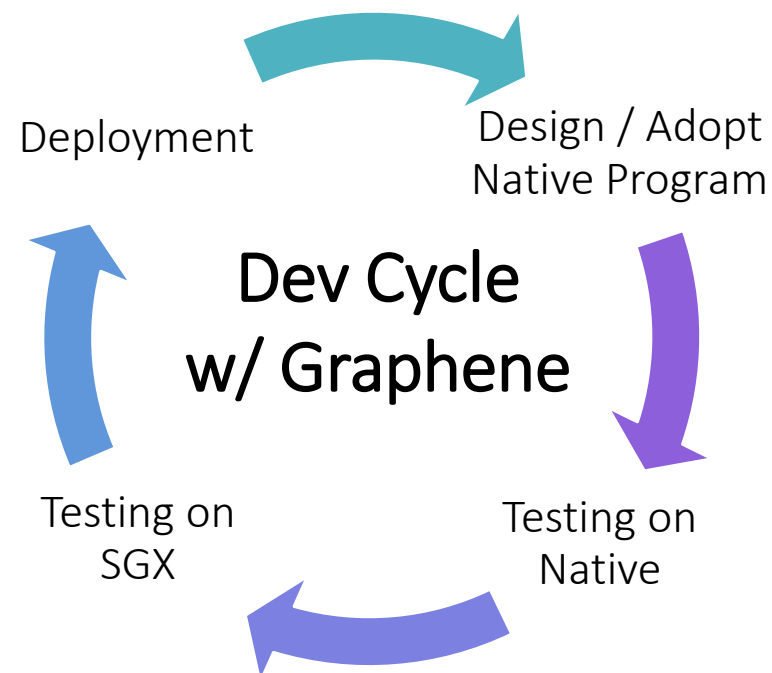 Deployment
Design / Adopt
Native Program
Dev Cycle
w/ Graphene
Testing on
SGX
Testing on
Native